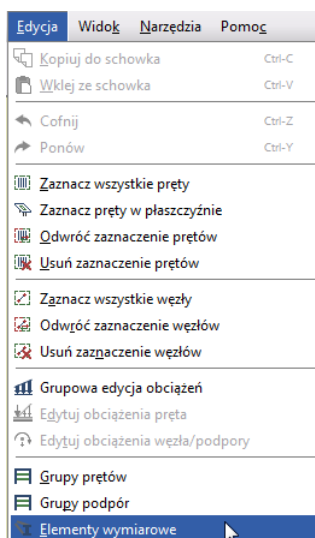 Edycja Widok Narzędzia Pomoc
Kopiuj do schowka Ctrl-C
Wklej ze schowka Ctrl-V
Cofnij Ctrl-Z
Ponów Ctrl-Y
Zaznacz wszystkie pręty
Zaznacz pręty w płaszczyźnie
Odwróć zaznaczenie prętów
Usuń zaznaczenie prętów
Zaznacz wszystkie węzły
Odwróć zaznaczenie węzłów
Usuń zaznaczenie węzłów
Grupowa edycja obciążeń
Edytuj obciążenia pręta
Edytuj obciążenia węzła/podpory
Grupy prętów
Grupy podpór
Elementy wymiarowe